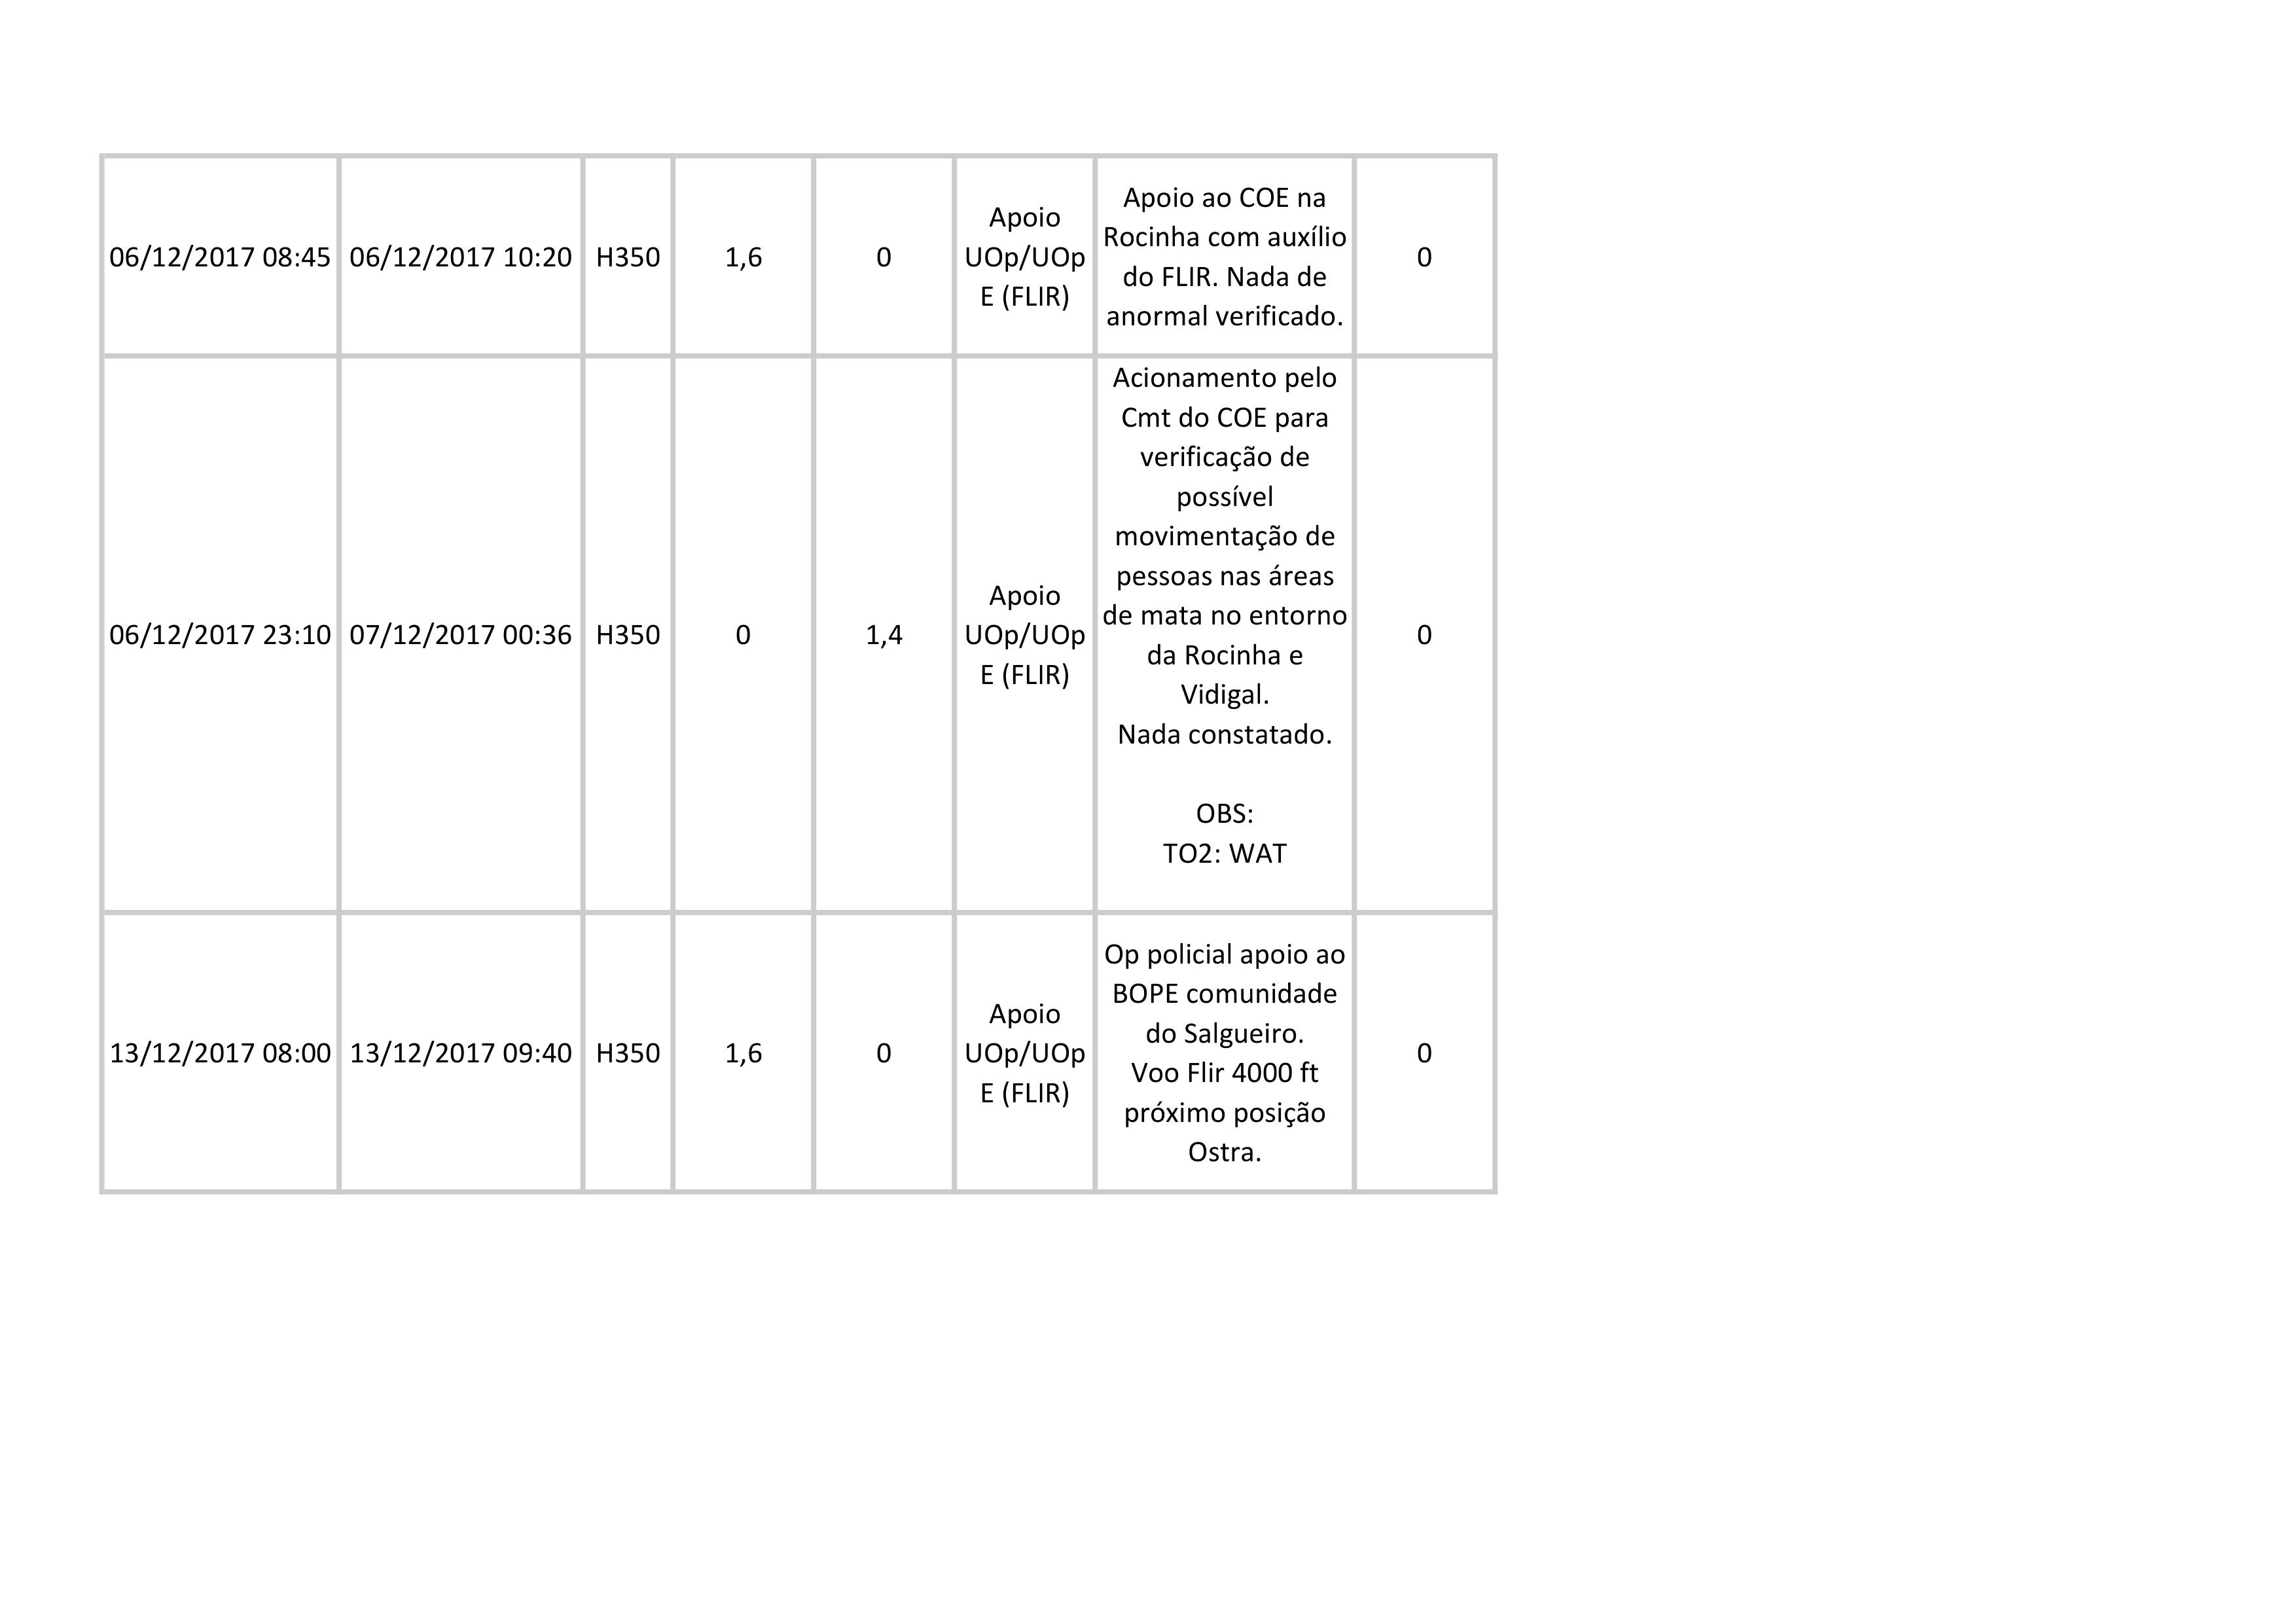 06/12/2017 08:45
06/12/2017 10:20
H350
1,6
0
Apoio
UOp/UOp
E (FLIR)
Apoio ao COE na
Rocinha com auxílio
do FLIR. Nada de
anormal verificado.
0
06/12/2017 23:10
07/12/2017 00:36
H350
0
1,4
Apoio
UOp/UOp
E (FLIR)
Acionamento pelo
Cmt do COE para
verificação de
possível
movimentação de
pessoas nas áreas
de mata no entorno
da Rocinha e
Vidigal.
Nada constatado.
OBS:
TO2: WAT
0
13/12/2017 08:00
13/12/2017 09:40
H350
1,6
0
Apoio
UOp/UOp
E (FLIR)
Op policial apoio ao
BOPE comunidade
do Salgueiro.
Voo Flir 4000 ft
próximo posição
Ostra.
0